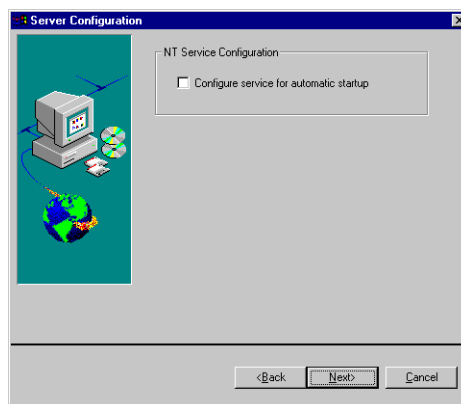 Server Configuration
NT Service Configuration
Configure service for automatic startup
<Back
Next>
Cancel